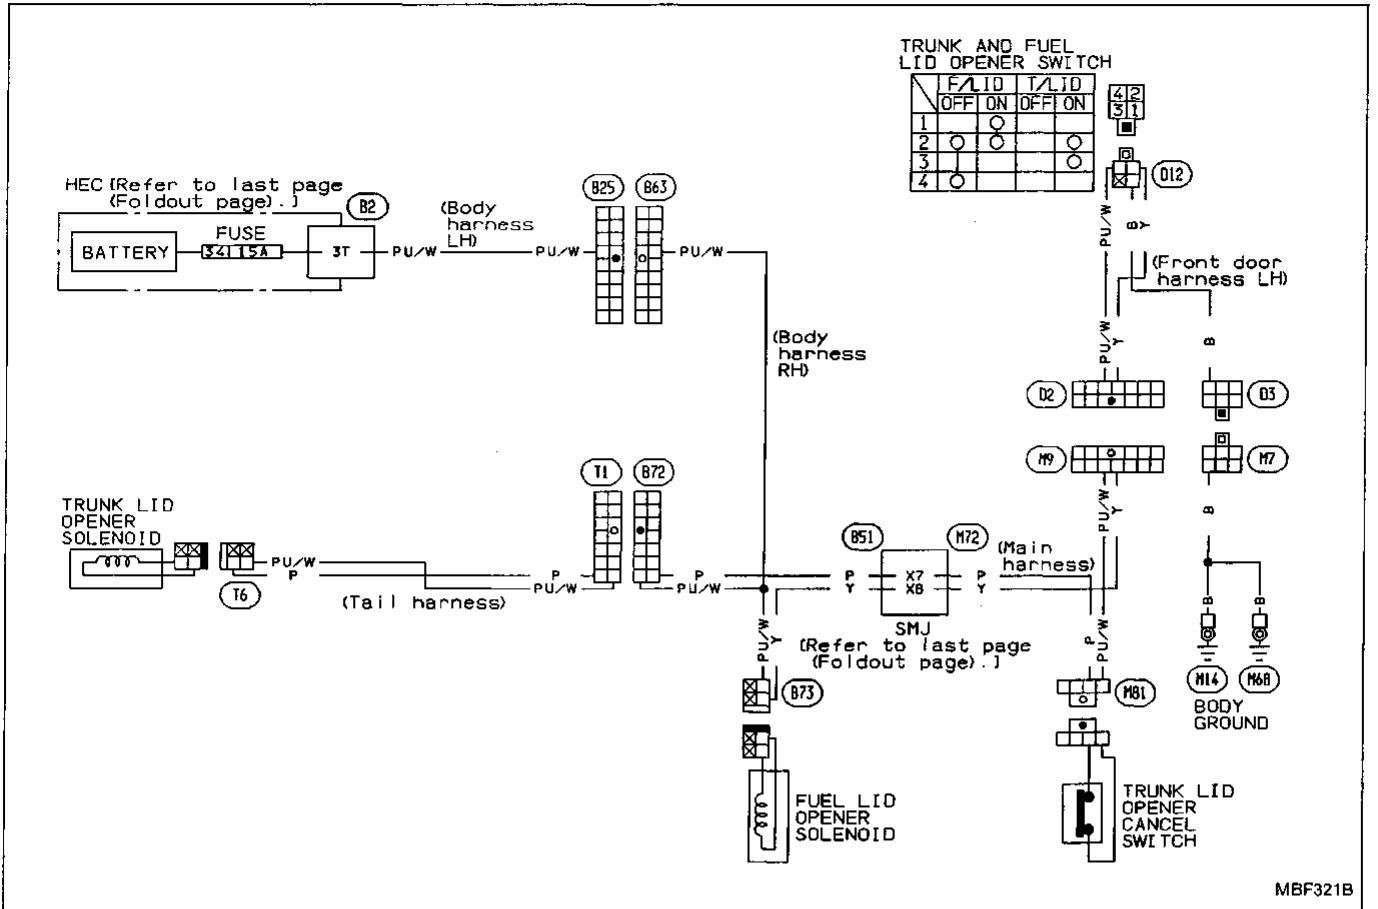 TRUNK AND FUEL
LID OPENER SWITCH
F/LID T/LID
OFF ON OFF ON
1
2
3
4
4 2
3 1
D12
HEC [Refer to last page
(Foldout page).]
B2
B25
B63
(Body
harness
LH)
FUSE
BATTERY
34 15A
3T
PU/W
PU/W
PU/W
PU/W
B
Y
(Front door
harness LH)
(Body
harness
RH)
PU/W
Y
B
D2
D3
M9
M7
T1
B72
TRUNK LID
OPENER
SOLENOID
PU/W
P
T6
(Tail harness)
P
PU/W
P
PU/W
B51
M72
(Main
harness)
P
Y
X7
X8
P
Y
SMJ
[Refer to last page
(Foldout page).]
PU/W
Y
B
PU/W
Y
P
PU/W
B
B
B73
M81
M14
M68
BODY
GROUND
FUEL LID
OPENER
SOLENOID
TRUNK LID
OPENER
CANCEL
SWITCH
MBF321B